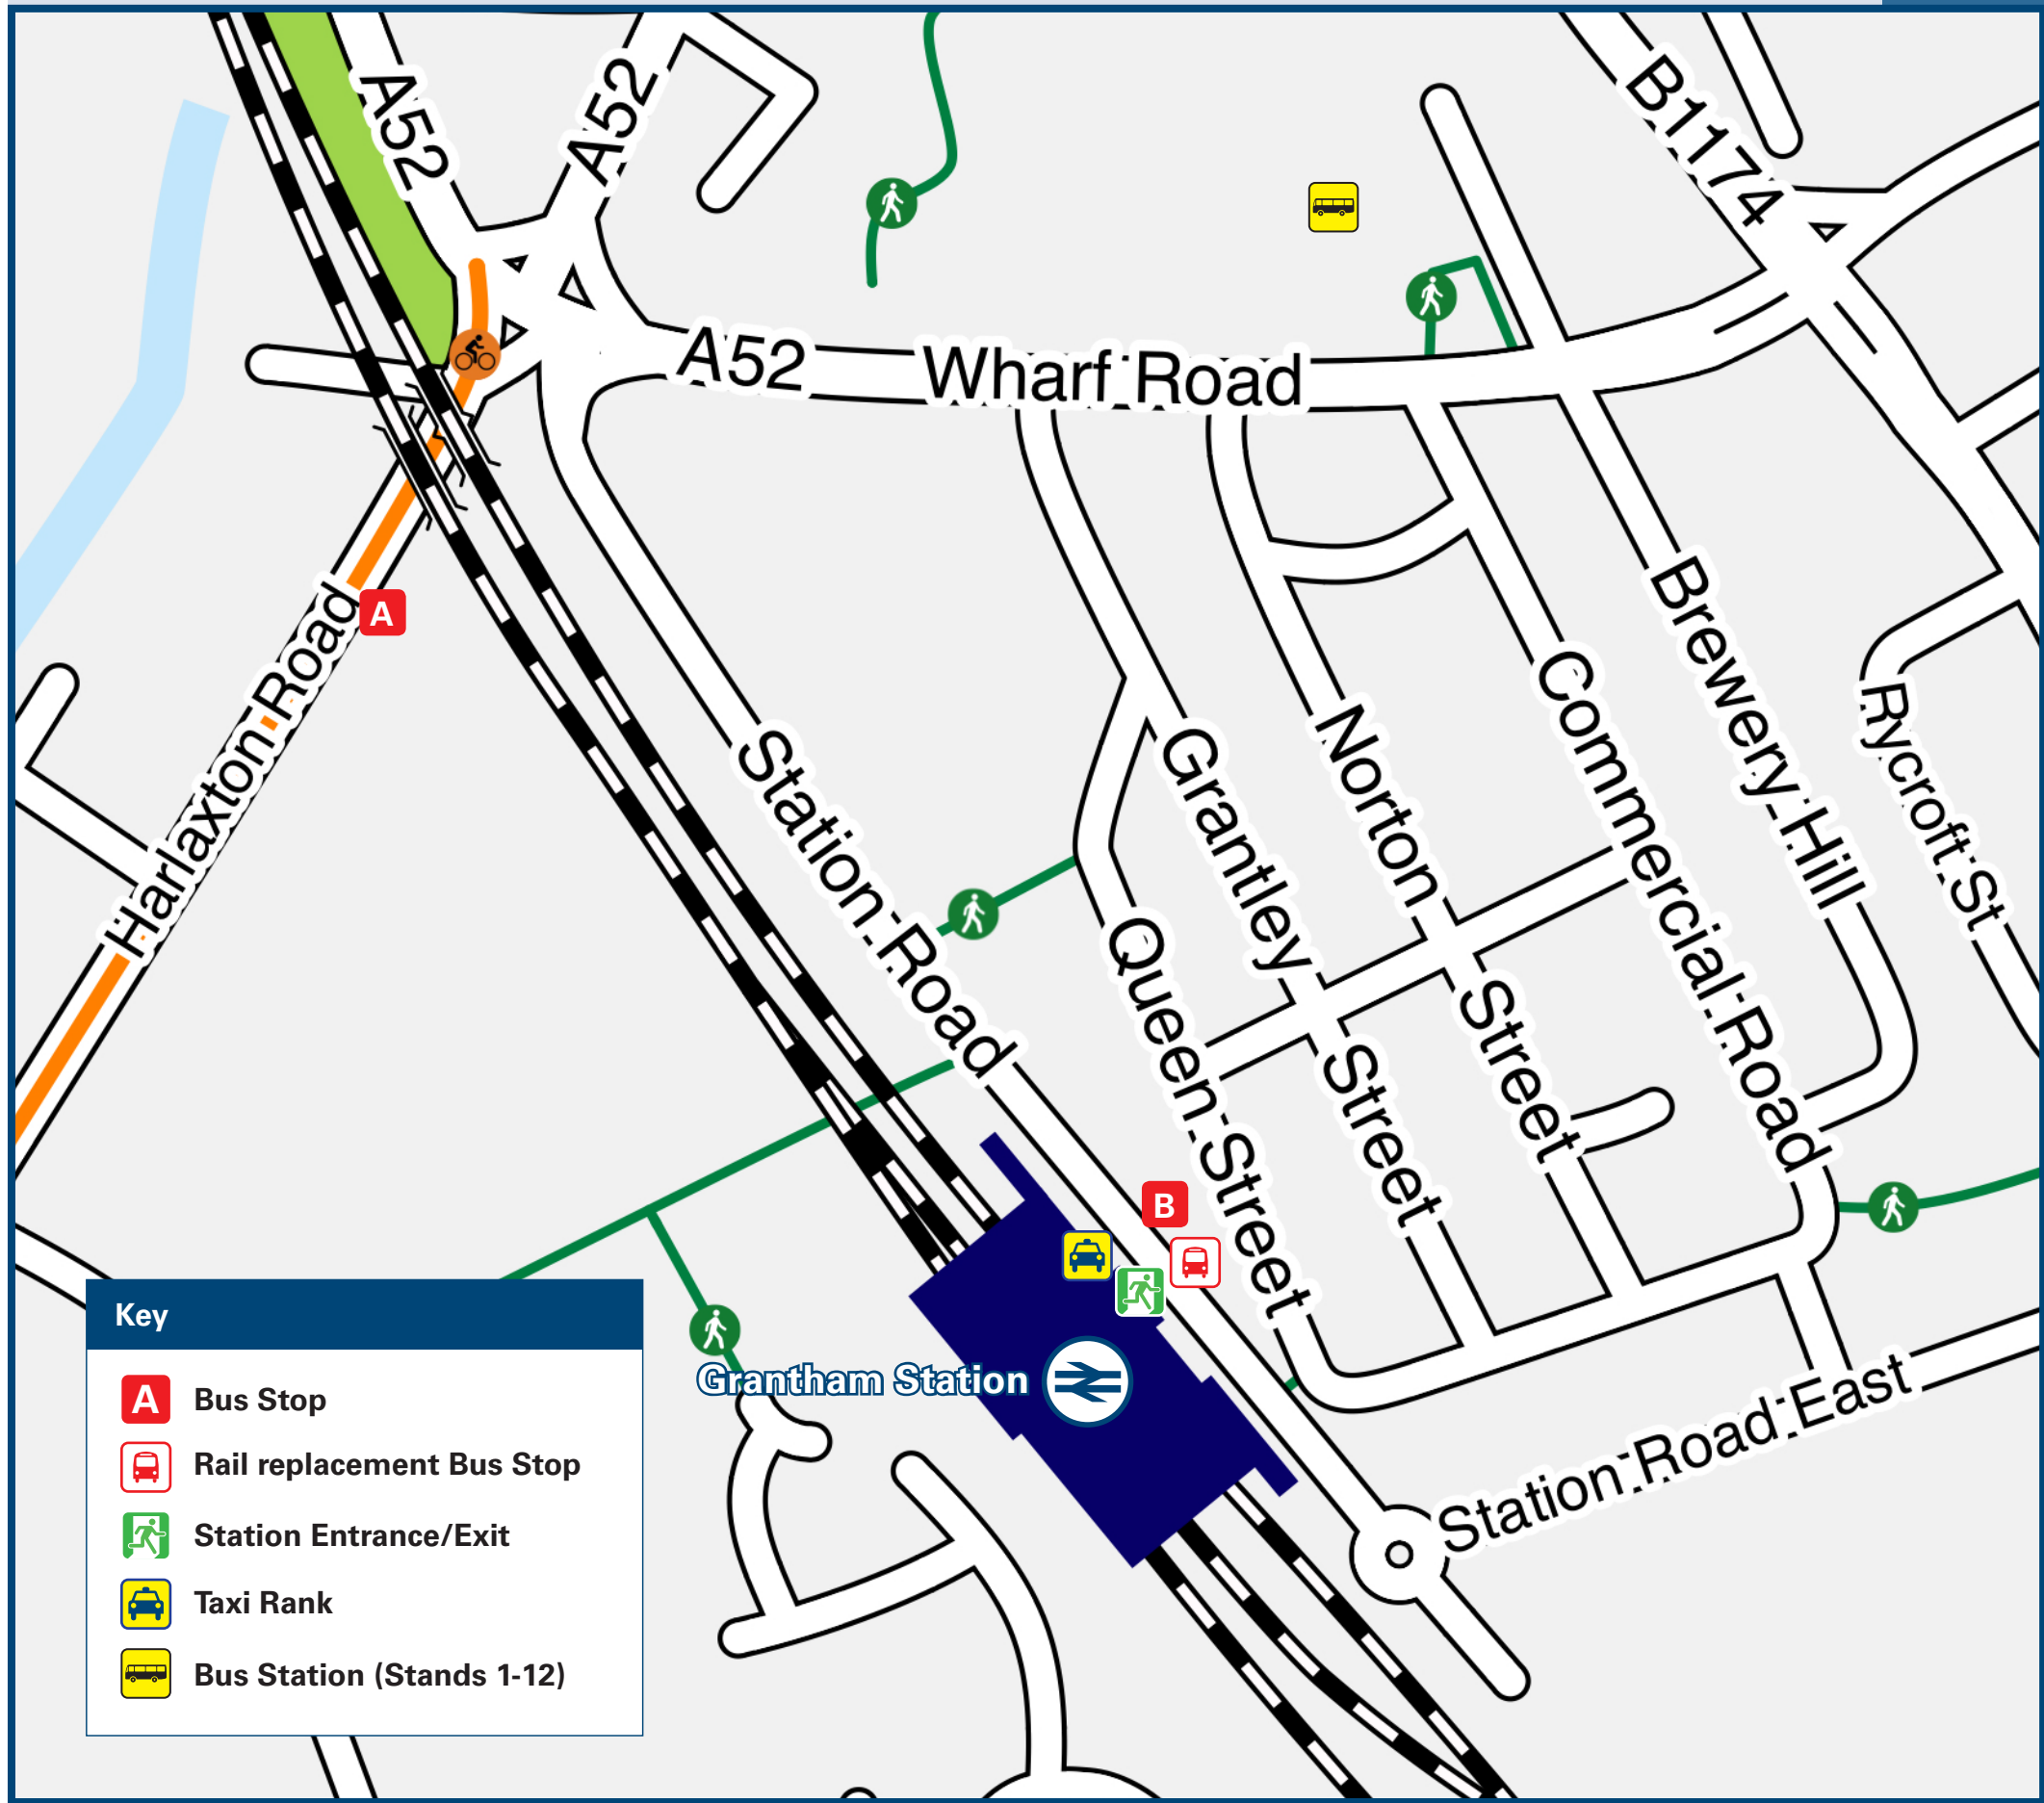 A52
A52
B1174
A52
Wharf Road
Harlaxton Road
A
Station Road
Queen Street
Grantley Street
Norton Street
Commercial Road
Brewery Hill
Rycroft St
B
Grantham Station
Station Road East
Key
A Bus Stop
Rail replacement Bus Stop
Station Entrance/Exit
Taxi Rank
Bus Station (Stands 1-12)